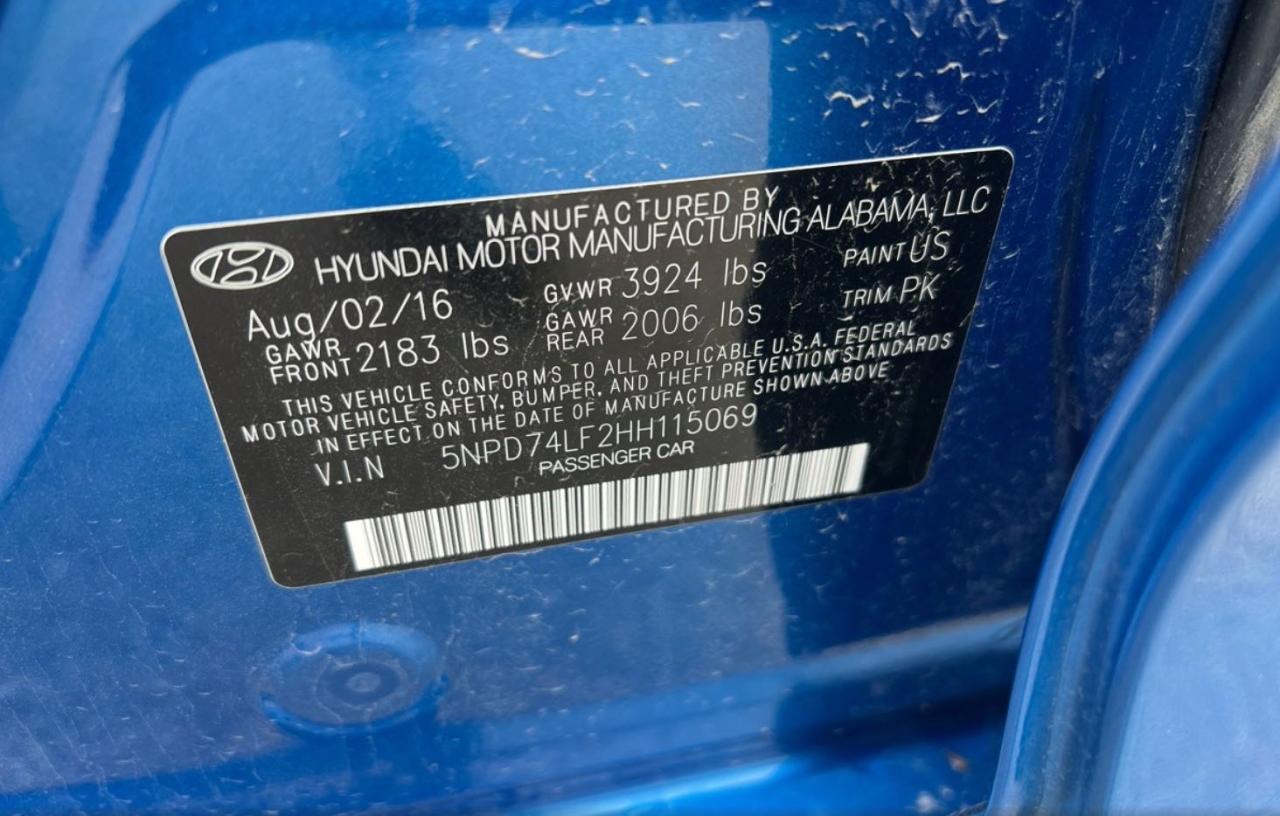 MANUFACTURED BY
HYUNDAI MOTOR MANUFACTURING ALABAMA, LLC
Aug/02/16 GVWR 3924 lbs PAINT US
GAWR FRONT 2183 lbs GAWR REAR 2006 lbs TRIM PK
THIS VEHICLE CONFORMS TO ALL APPLICABLE U.S.A. FEDERAL
MOTOR VEHICLE SAFETY, BUMPER, AND THEFT PREVENTION STANDARDS
IN EFFECT ON THE DATE OF MANUFACTURE SHOWN ABOVE
V.I.N 5NPD74LF2HH115069
PASSENGER CAR